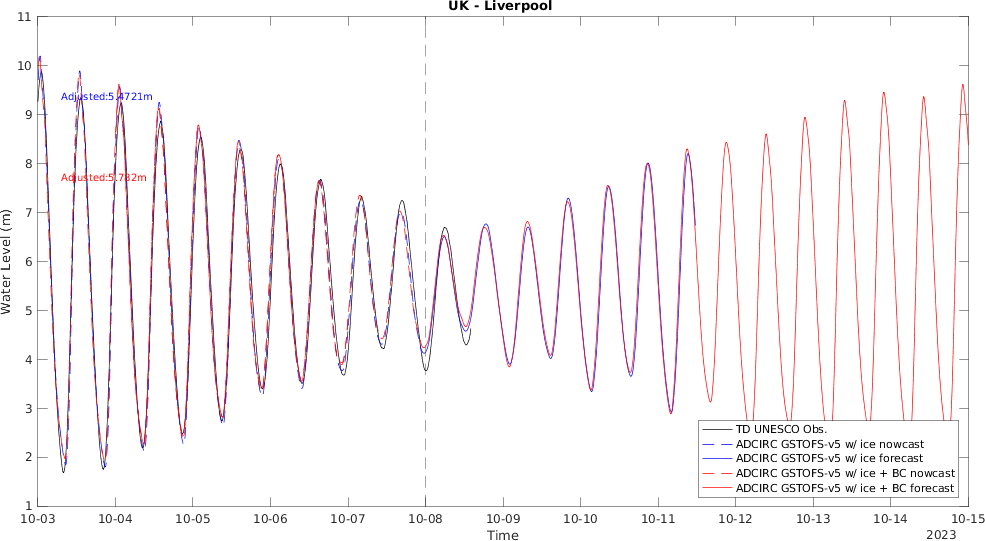 UK - Liverpool
11
10
9
8
7
6
5
4
3
2
1
Water Level (m)
Adjusted:5.4721m
Adjusted:5.732m
TD UNESCO Obs.
ADCIRC GSTOFS-v5 w/ ice nowcast
ADCIRC GSTOFS-v5 w/ ice forecast
ADCIRC GSTOFS-v5 w/ ice + BC nowcast
ADCIRC GSTOFS-v5 w/ ice + BC forecast
10-03 10-04 10-05 10-06 10-07 10-08 10-09 10-10 10-11 10-12 10-13 10-14 10-15
Time
2023